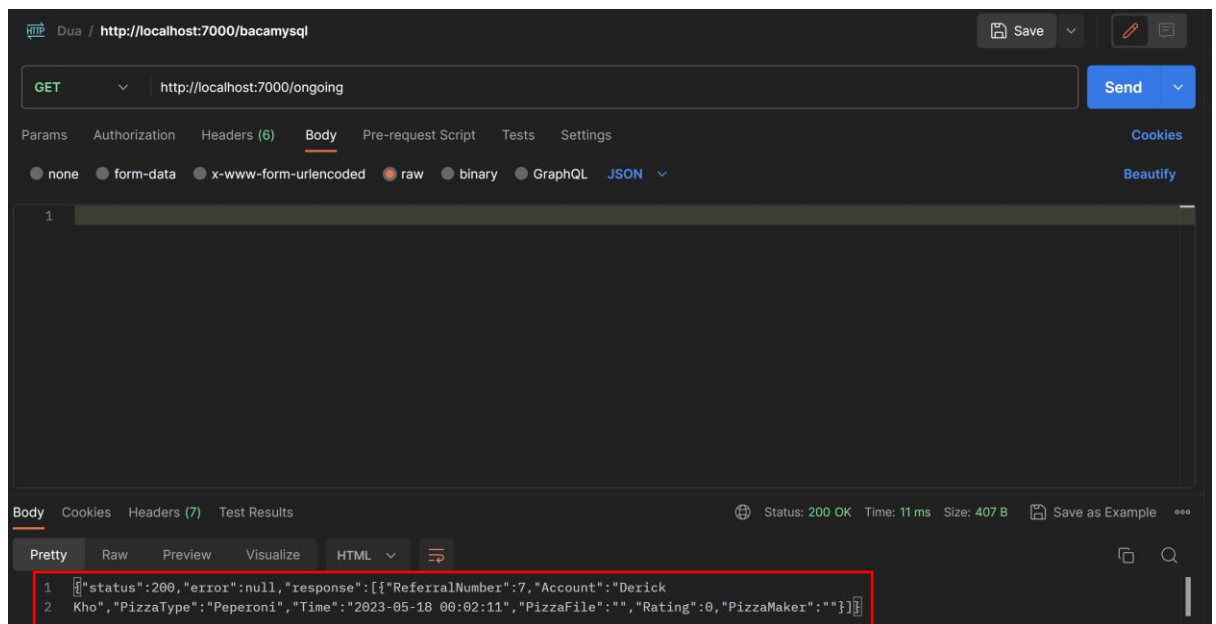 HTTP Dua / http://localhost:7000/bacamysql Save
GET http://localhost:7000/ongoing Send
Params Authorization Headers (6) Body Pre-request Script Tests Settings Cookies
none form-data x-www-form-urlencoded raw binary GraphQL JSON Beautify
1
Body Cookies Headers (7) Test Results Status: 200 OK Time: 11 ms Size: 407 B Save as Example
Pretty Raw Preview Visualize HTML
1 {"status":200,"error":null,"response":[{"ReferralNumber":7,"Account":"Derick
2 Kho","PizzaType":"Peperoni","Time":"2023-05-18 00:02:11","PizzaFile":"","Rating":0,"PizzaMaker":""}]}